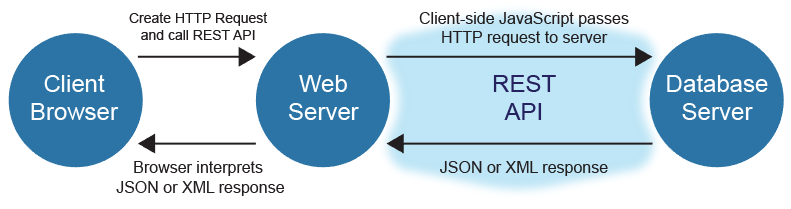 Create HTTP Request
and call REST API
Client-side JavaScript passes
HTTP request to server
Client
Browser
Web
Server
REST
API
Database
Server
Browser interprets
JSON or XML response
JSON or XML response